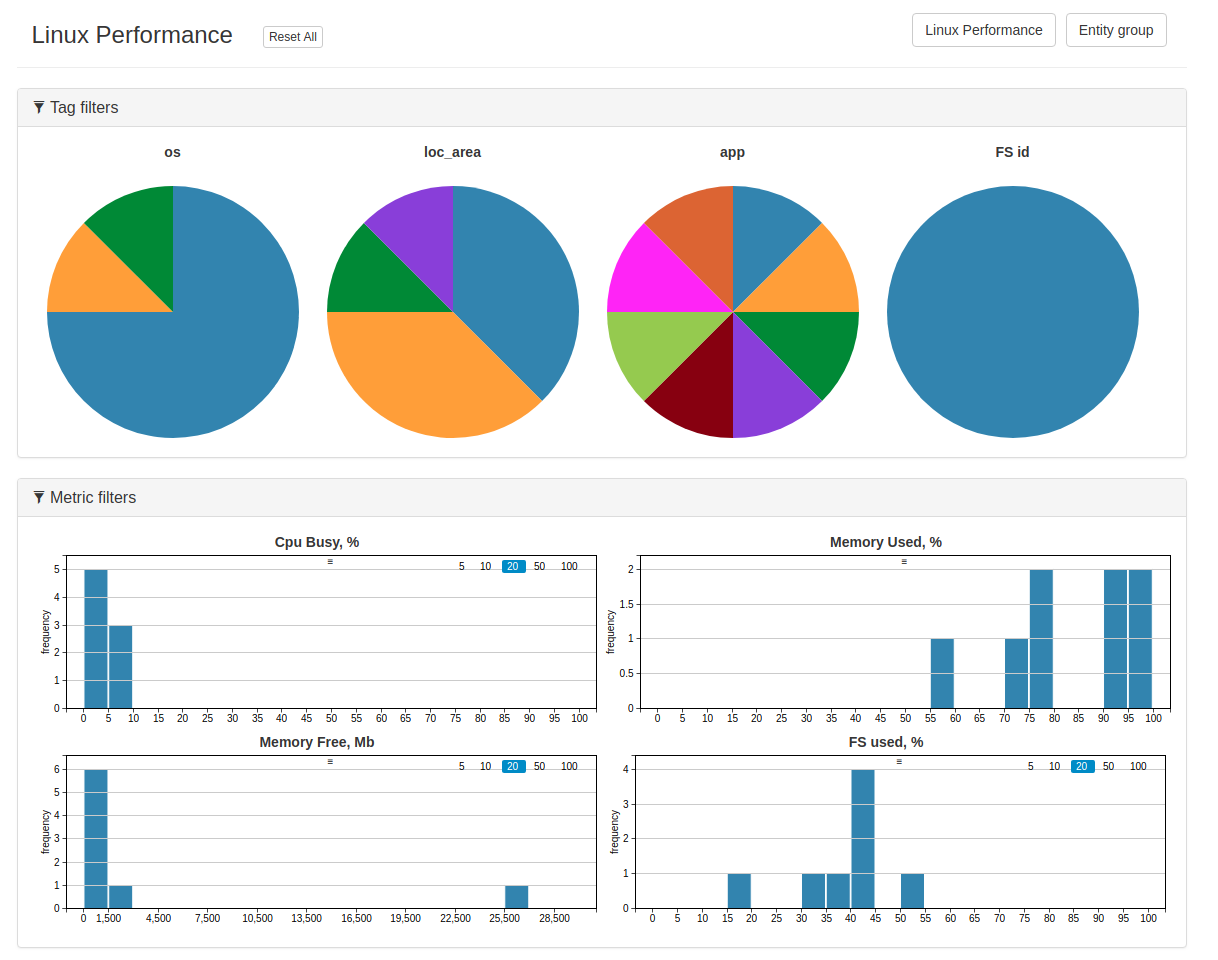 Linux Performance
Reset All
Linux Performance
Entity group
Tag filters
os
loc_area
app
FS id
Metric filters
Cpu Busy, %
5 10 20 50 100
frequency
5
4
3
2
1
0
0 5 10 15 20 25 30 35 40 45 50 55 60 65 70 75 80 85 90 95 100
Memory Used, %
frequency
2
1.5
1
0.5
0
0 5 10 15 20 25 30 35 40 45 50 55 60 65 70 75 80 85 90 95 100
Memory Free, Mb
5 10 20 50 100
frequency
6
5
4
3
2
1
0
0 1,500 4,500 7,500 10,500 13,500 16,500 19,500 22,500 25,500 28,500
FS used, %
5 10 20 50 100
frequency
4
3
2
1
0
0 5 10 15 20 25 30 35 40 45 50 55 60 65 70 75 80 85 90 95 100